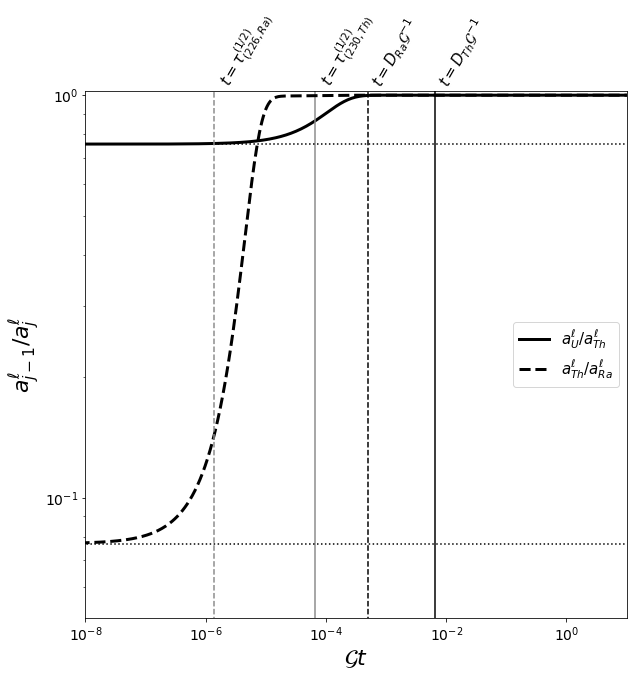 t = τ^{(1/2)}_{(226, Ra)}
t = τ^{(1/2)}_{(230, Th)}
t = D_{Ra}𝒢^{−1}
t = D_{Th}𝒢^{−1}
10^0
10^{−1}
a^ℓ_{j−1}/a^ℓ_j
a^ℓ_U/a^ℓ_{Th}
a^ℓ_{Th}/a^ℓ_{Ra}
10^{−8} 10^{−6} 10^{−4} 10^{−2} 10^0
𝒢t